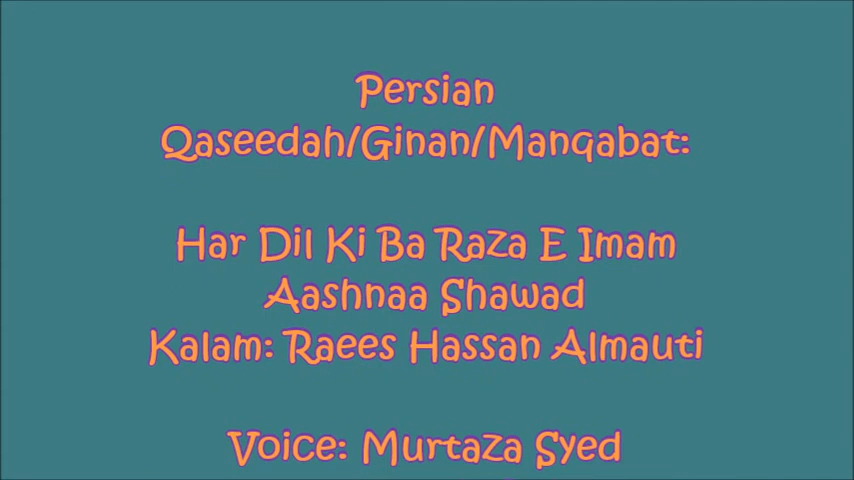 Persian
Qaseedah/Ginan/Manqabat:
Har Dil Ki Ba Raza E Imam
Aashnaa Shawad
Kalam: Raees Hassan Almauti
Voice: Murtaza Syed